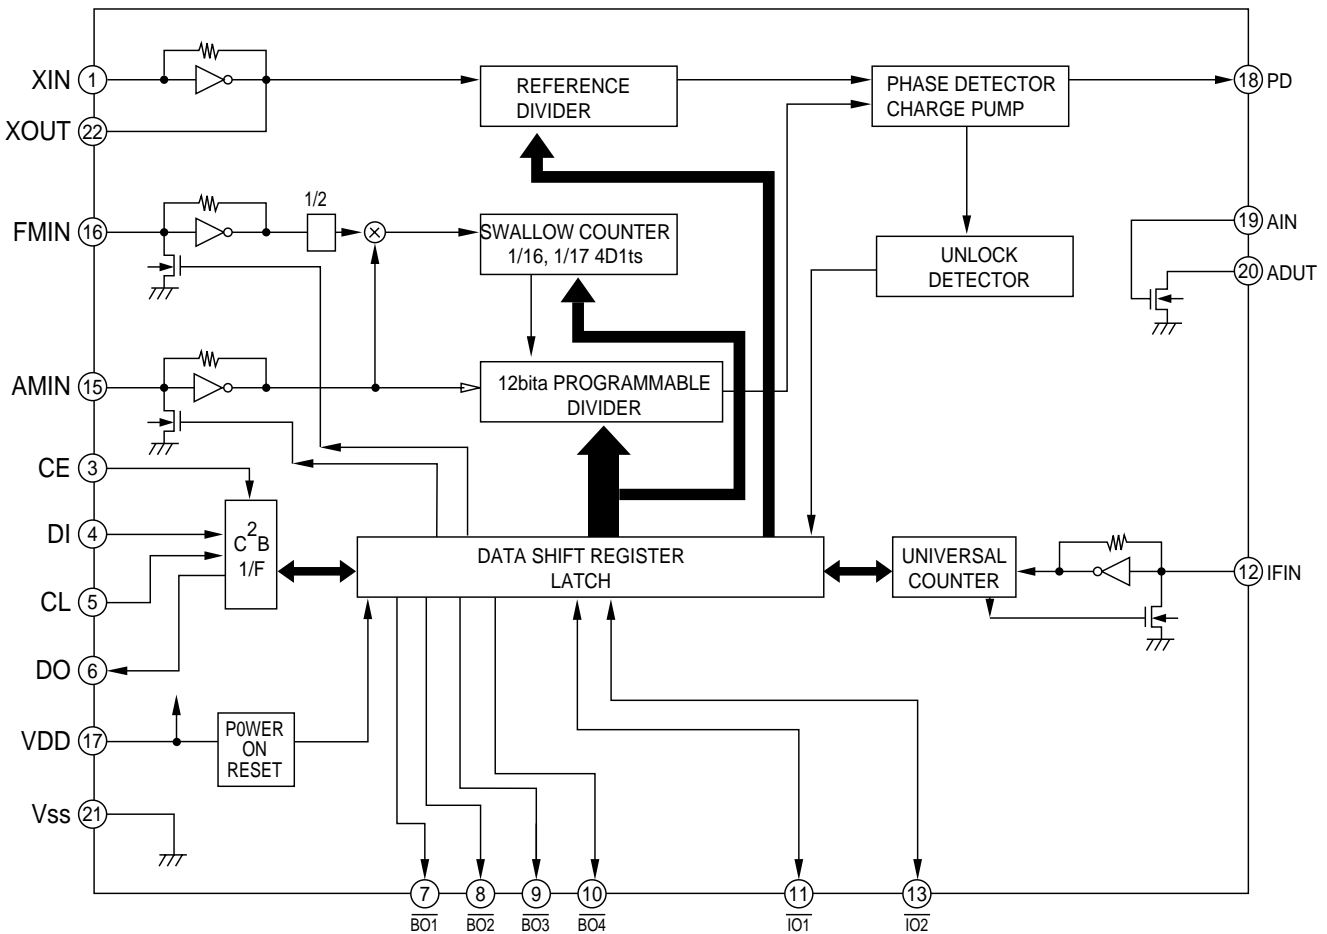 XIN 1
XOUT 22
REFERENCE
DIVIDER
PHASE DETECTOR
CHARGE PUMP
18 PD
FMIN 16
1/2
SWALLOW COUNTER
1/16, 1/17 4D1ts
UNLOCK
DETECTOR
19 AIN
20 ADUT
AMIN 15
12bita PROGRAMMABLE
DIVIDER
CE 3
DI 4
CL 5
DO 6
C2B
1/F
DATA SHIFT REGISTER
LATCH
UNIVERSAL
COUNTER
12 IFIN
VDD 17
P0WER
ON
RESET
Vss 21
7 8 9 10 11 13
BO1 BO2 BO3 BO4 IO1 IO2